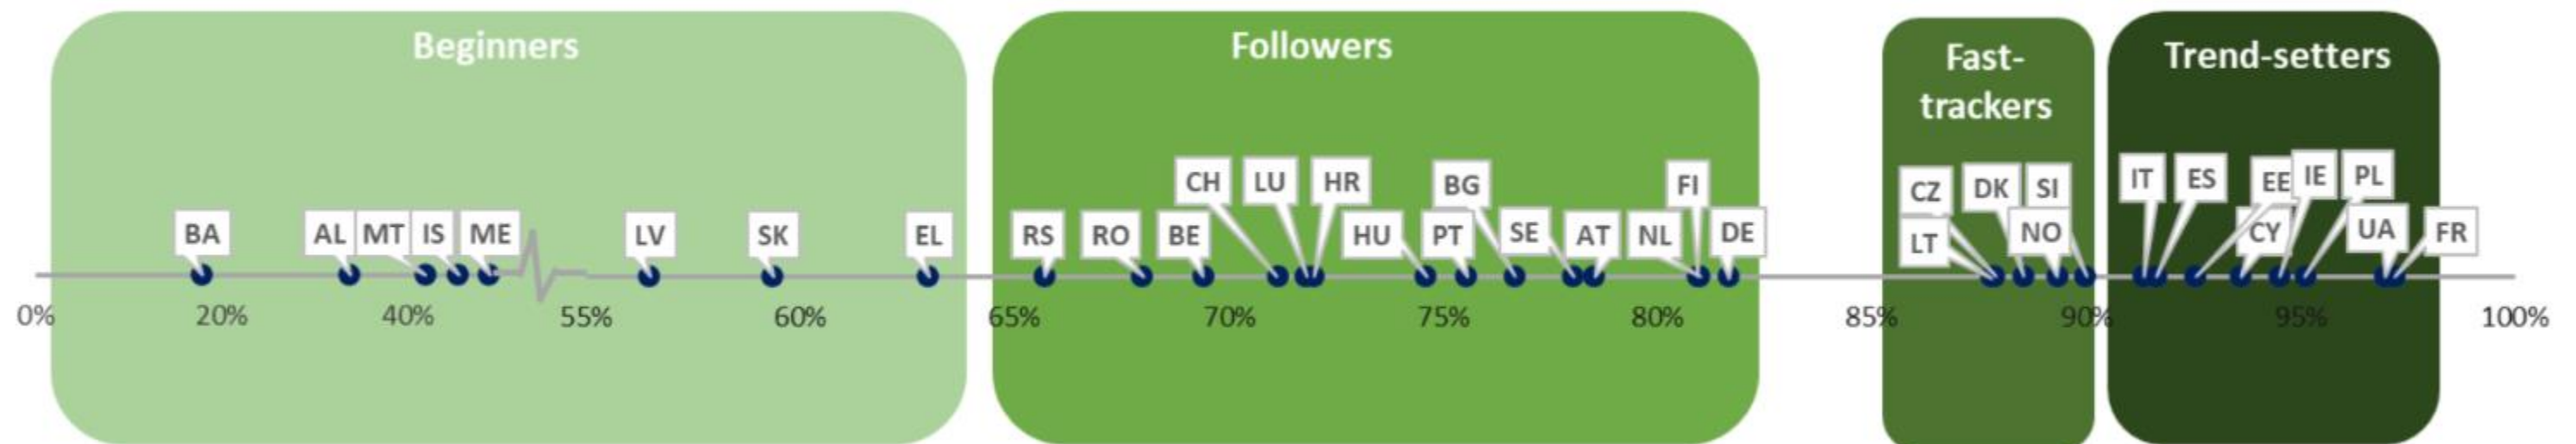 Beginners
Followers
Fast-
trackers
Trend-setters
BA
AL
MT
IS
ME
LV
SK
EL
RS
RO
BE
CH
LU
HR
HU
PT
BG
SE
AT
NL
FI
DE
CZ
LT
DK
SI
NO
IT
ES
EE
CY
IE
PL
UA
FR
0%
20%
40%
55%
60%
65%
70%
75%
80%
85%
90%
95%
100%